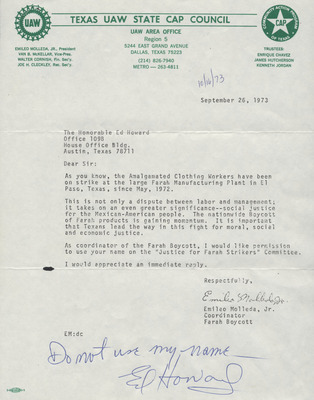 TEXAS UAW STATE CAP COUNCIL
UAW
CAP
UAW AREA OFFICE
Region 5
5244 EAST GRAND AVENUE
DALLAS, TEXAS 75223
(214) 826-7940
METRO — 263-4811
EMILEO MOLLEDA, JR., President
VAN B. McKELLAR, Vice-Pres.
WALTER CORNISH, Fin. Sec'y.
JOE H. CLECKLEY, Rec. Sec'y.
TRUSTEES:
ENRIQUE CHAVEZ
JAMES HUTCHERSON
KENNETH JORDAN
10/16/73
September 26, 1973
The Honorable Ed Howard
Office 109B
House Office Bldg.
Austin, Texas 78711
Dear Sir:
As you know, the Amalgamated Clothing Workers have been
on strike at the large Farah Manufacturing Plant in El
Paso, Texas, since May, 1972.
This is not only a dispute between labor and management;
it takes on an even greater significance--social justice
for the Mexican-American people. The nationwide Boycott
of Farah products is gaining momentum. It is important
that Texans lead the way in this fight for moral, social
and economic justice.
As coordinator of the Farah Boycott, I would like permission
to use your name on the "Justice for Farah Strikers" Committee.
I would appreciate an immediate reply.
Respectfully,
Emileo Molleda, Jr.
Emileo Molleda, Jr.
Coordinator
Farah Boycott
EM:dc
Do not use my name
Ed Howard